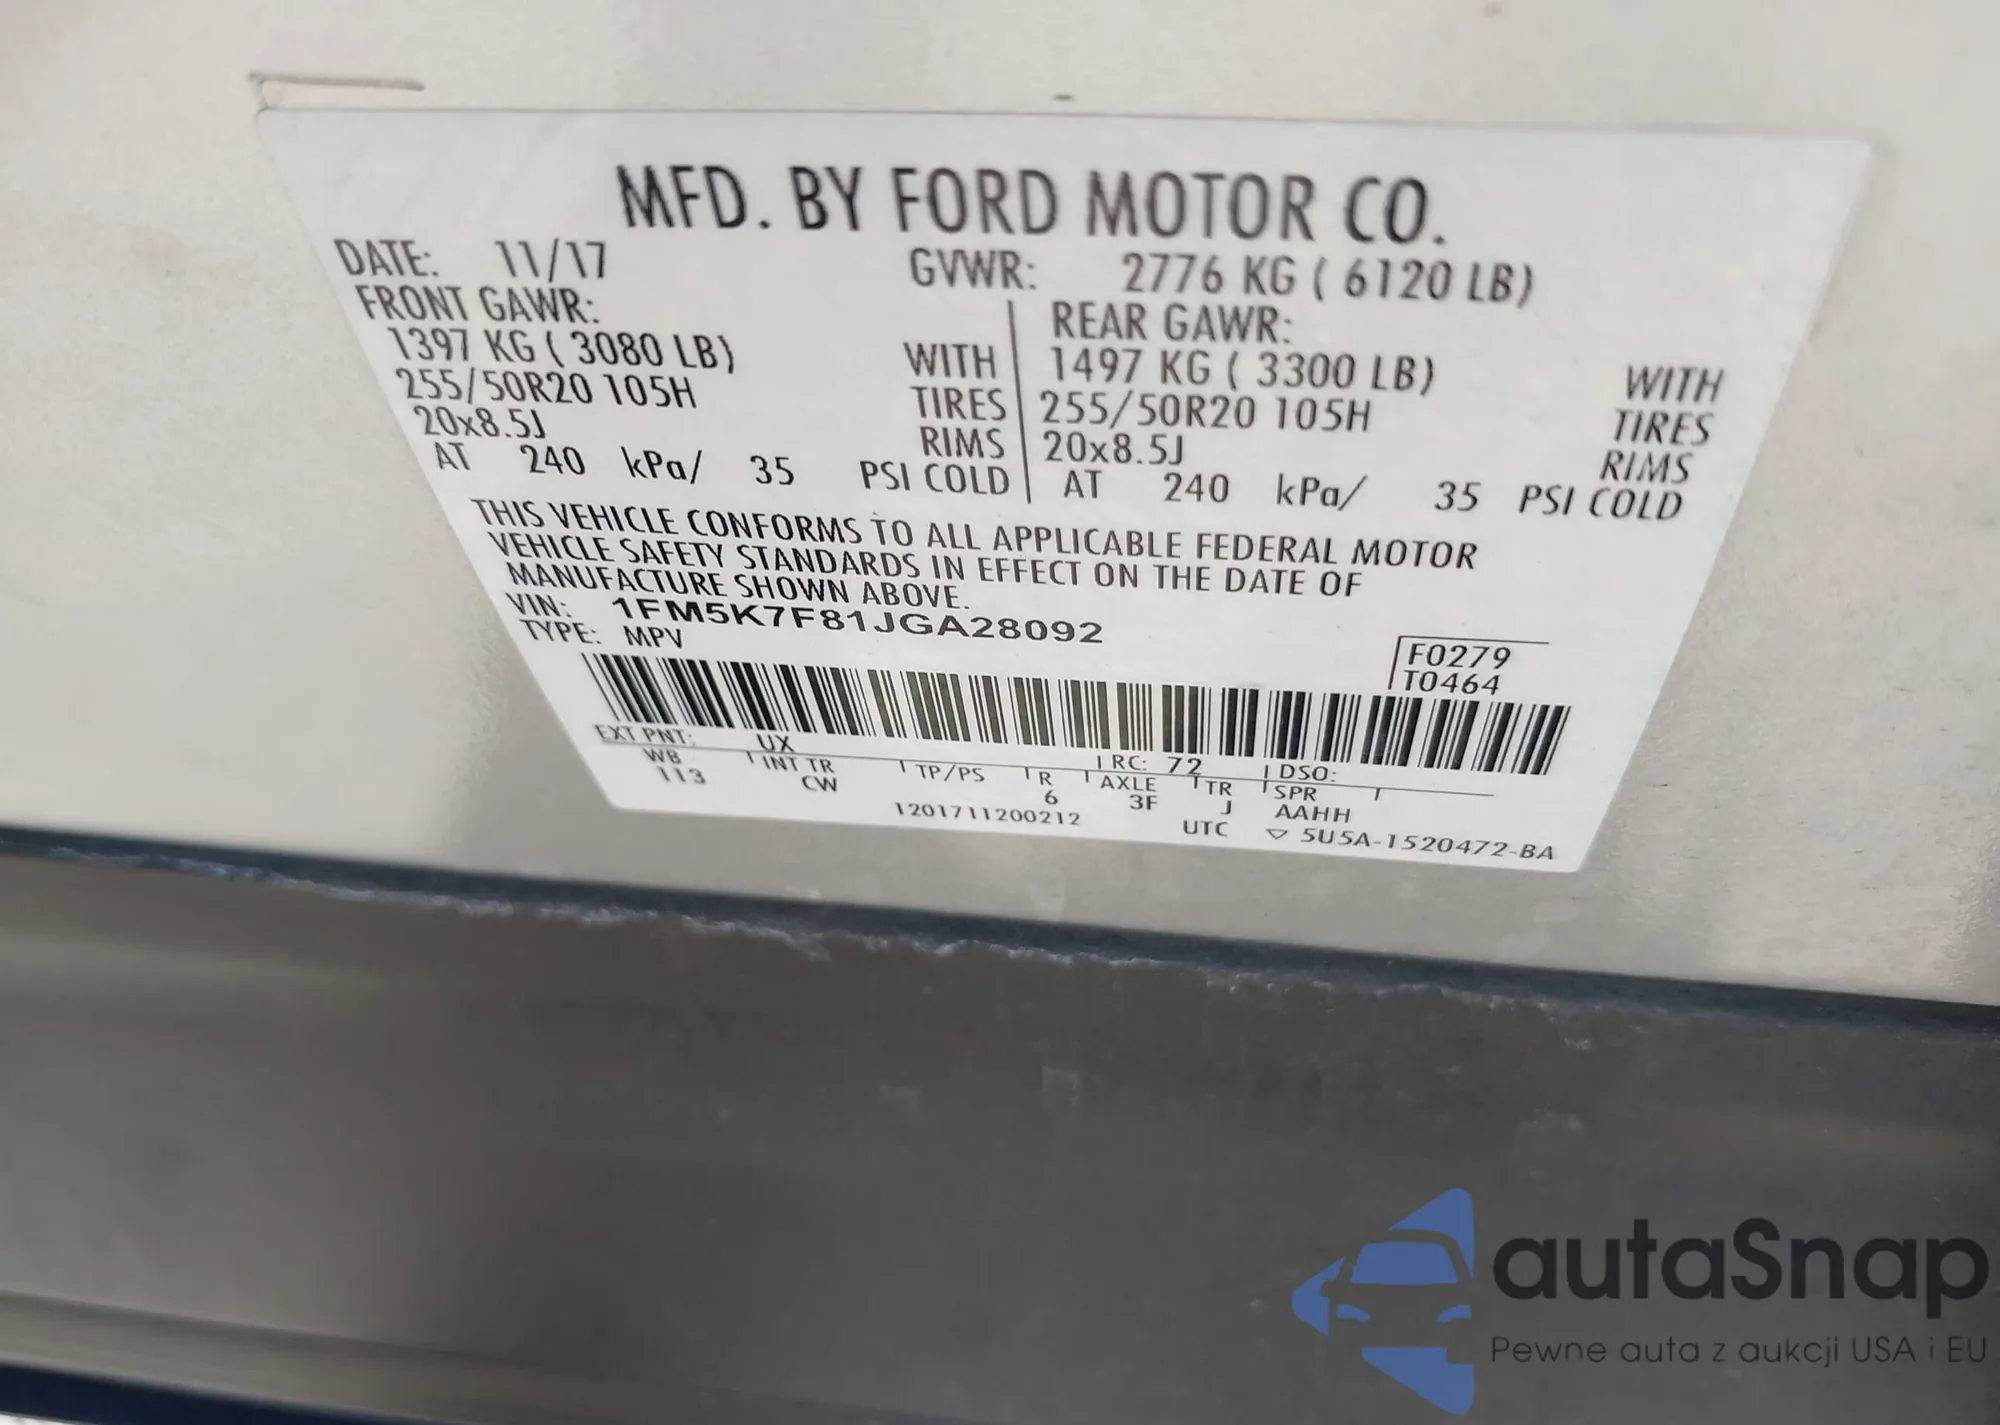 MFD. BY FORD MOTOR CO.
DATE: 11/17 GVWR: 2776 KG ( 6120 LB)
FRONT GAWR: REAR GAWR:
1397 KG ( 3080 LB) WITH 1497 KG ( 3300 LB) WITH
255/50R20 105H TIRES 255/50R20 105H TIRES
20x8.5J RIMS 20x8.5J RIMS
AT 240 kPa/ 35 PSI COLD AT 240 kPa/ 35 PSI COLD
THIS VEHICLE CONFORMS TO ALL APPLICABLE FEDERAL MOTOR
VEHICLE SAFETY STANDARDS IN EFFECT ON THE DATE OF
MANUFACTURE SHOWN ABOVE.
VIN: 1FM5K7F81JGA28092
TYPE: MPV
F0279
T0464
EXT PNT: UX RC: 72 DSO:
WB INT TR TP/PS R AXLE TR SPR
113 CW 6 3F J AAHH
1201711200212 UTC ▽ 5U5A-1520472-BA
autaSnap
Pewne auta z aukcji USA i EU